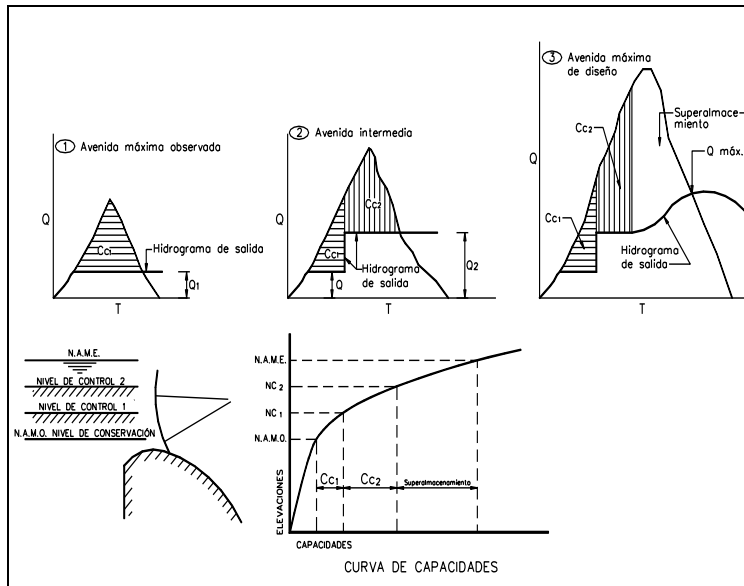 1 Avenida máxima observada
Q
Cc1
Hidrograma de salida
Q1
T
2 Avenida intermedia
Q
Cc2
Cc1
Hidrograma de salida
Q
Q2
T
3 Avenida máxima
de diseño
Q
Cc2
Cc1
Superalmace-
miento
Q máx.
Hidrograma
de salida
T
N.A.M.E.
NIVEL DE CONTROL 2
NIVEL DE CONTROL 1
N.A.M.O. NIVEL DE CONSERVACIÓN
ELEVACIONES
N.A.M.E.
NC 2
NC 1
N.A.M.O.
Cc1
Cc2
Superalmacenamiento
CAPACIDADES
CURVA DE CAPACIDADES